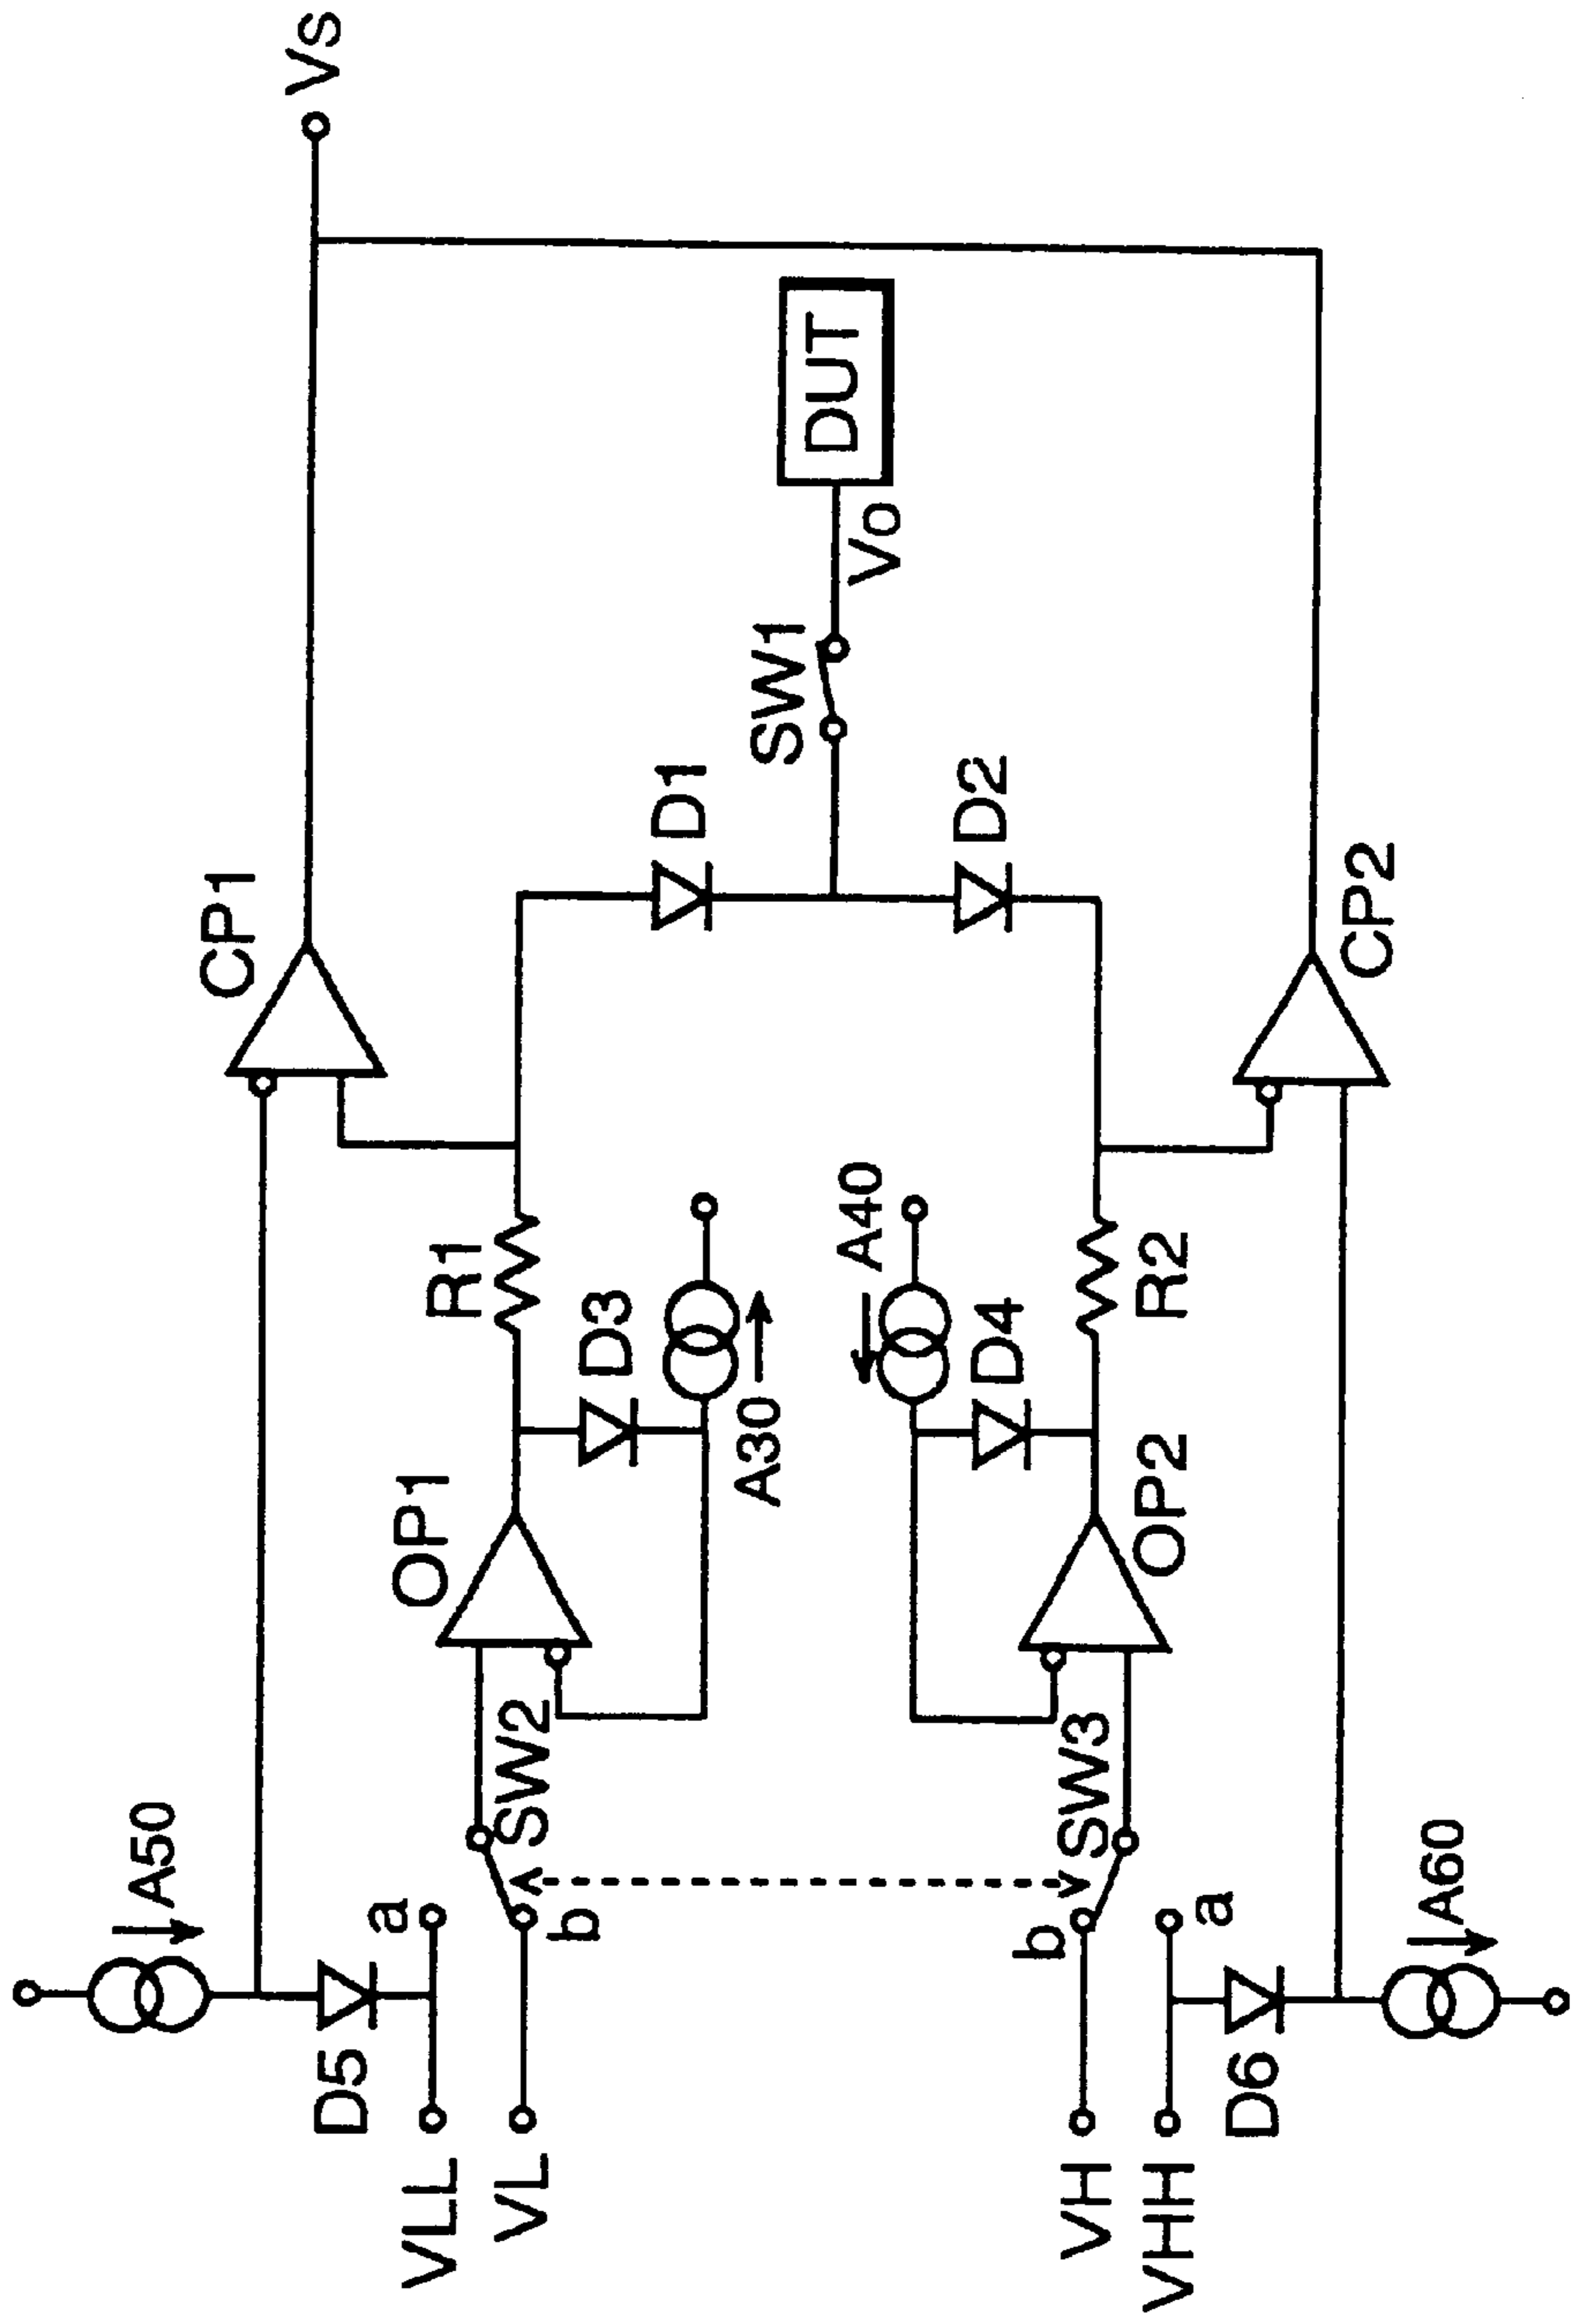 VLL
VL
VH
VHH
D5
A50
a
b
SW2
b
SW3
a
D6
A60
OP1
D3
A30
R1
A40
D4
OP2
R2
CP1
D1
D2
CP2
SW1
Vo
DUT
Vs